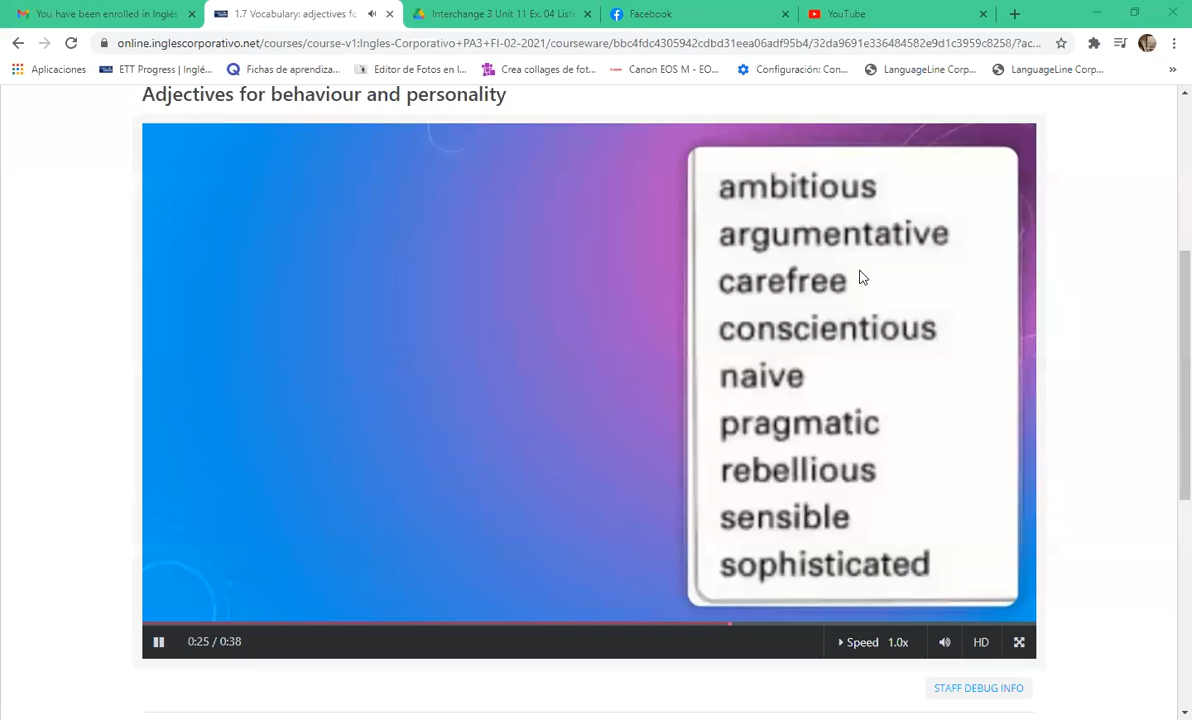 You have been enrolled in Inglés
1.7 Vocabulary: adjectives fo
Interchange 3 Unit 11 Ex. 04 Liste
Facebook
YouTube
online.inglescorporativo.net/courses/course-v1:Ingles-Corporativo+PA3+FI-02-2021/courseware/bbc4fdc4305942cdbd31eea06adf95b4/32da9691e336484582e9d1c3959c8258/?ac...
Aplicaciones
ETT Progress | Inglé...
Fichas de aprendiza...
Editor de Fotos en l...
Crea collages de fot...
Canon EOS M - EO...
Configuración: Con...
LanguageLine Corp...
LanguageLine Corp...
Adjectives for behaviour and personality
ambitious
argumentative
carefree
conscientious
naive
pragmatic
rebellious
sensible
sophisticated
0:25 / 0:38
Speed 1.0x
HD
STAFF DEBUG INFO